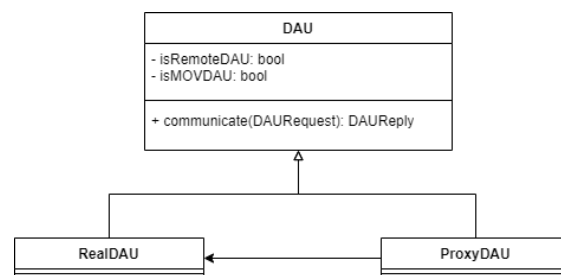 DAU
- isRemoteDAU: bool
- isMOVDAU: bool
+ communicate(DAURequest): DAUReply
RealDAU
ProxyDAU